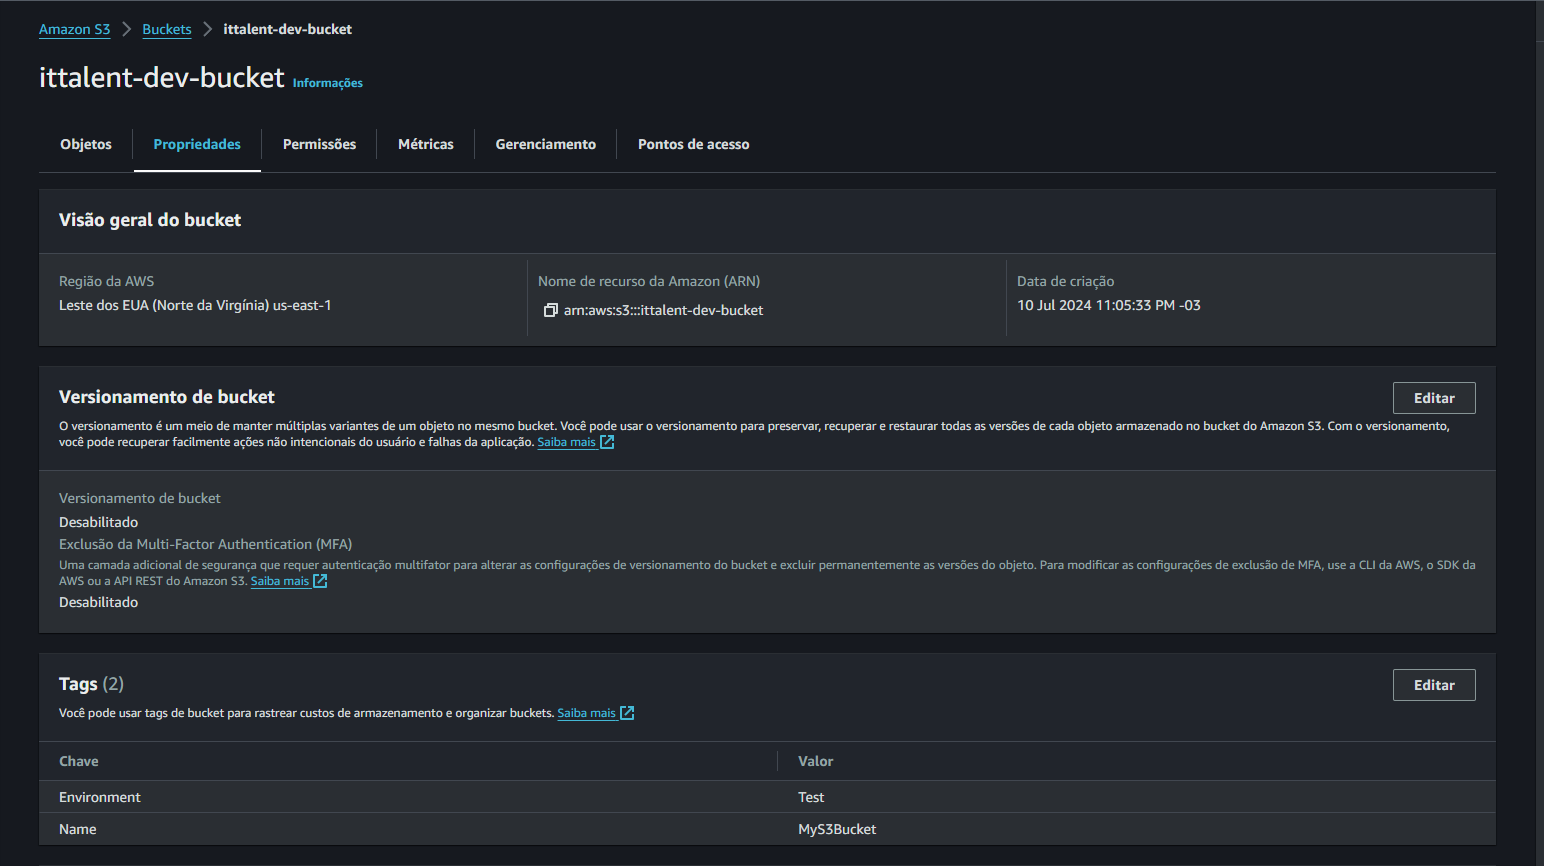 Amazon S3 > Buckets > ittalent-dev-bucket
ittalent-dev-bucket Informações
Objetos Propriedades Permissões Métricas Gerenciamento Pontos de acesso
Visão geral do bucket
Região da AWS
Leste dos EUA (Norte da Virgínia) us-east-1
Nome de recurso da Amazon (ARN)
arn:aws:s3:::ittalent-dev-bucket
Data de criação
10 Jul 2024 11:05:33 PM -03
Versionamento de bucket
Editar
O versionamento é um meio de manter múltiplas variantes de um objeto no mesmo bucket. Você pode usar o versionamento para preservar, recuperar e restaurar todas as versões de cada objeto armazenado no bucket do Amazon S3. Com o versionamento,
você pode recuperar facilmente ações não intencionais do usuário e falhas da aplicação. Saiba mais
Versionamento de bucket
Desabilitado
Exclusão da Multi-Factor Authentication (MFA)
Uma camada adicional de segurança que requer autenticação multifator para alterar as configurações de versionamento do bucket e excluir permanentemente as versões do objeto. Para modificar as configurações de exclusão de MFA, use a CLI da AWS, o SDK da
AWS ou a API REST do Amazon S3. Saiba mais
Desabilitado
Tags (2)
Editar
Você pode usar tags de bucket para rastrear custos de armazenamento e organizar buckets. Saiba mais
Chave Valor
Environment Test
Name MyS3Bucket